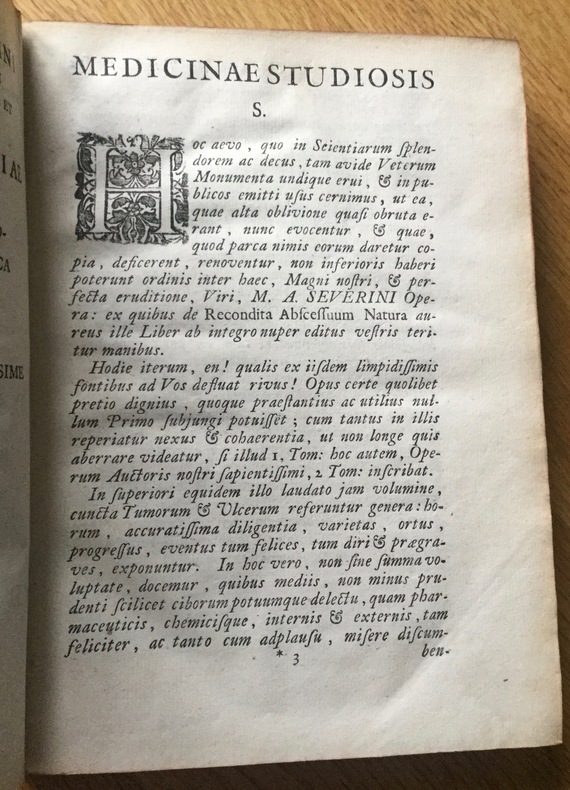 N I
ET
I AE
O-
CA
SIME
MEDICINAE STUDIOSIS
S.
Hoc aevo, quo in Scientiarum ſplen-
dorem ac decus, tam avide Veterum
Monumenta undique erui, & in pu-
blicos emitti uſus cernimus, ut ea,
quae alta oblivione quaſi obruta e-
rant, nunc evocentur, & quae,
quod parca nimis eorum daretur co-
pia, deficerent, renoventur, non inferioris haberi
poterunt ordinis inter haec, Magni noſtri, & per-
fecta eruditione, Viri, M. A. SEVERINI Ope-
ra: ex quibus de Recondita Abſceſſuum Natura au-
reus ille Liber ab integro nuper editus veſtris teri-
tur manibus.
Hodie iterum, en! qualis ex iiſdem limpidiſſimis
fontibus ad Vos defluat rivus! Opus certe quolibet
pretio dignius, quoque praeſtantius ac utilius nul-
lum Primo ſubjungi potuiſſet; cum tantus in illis
reperiatur nexus & cohaerentia, ut non longe quis
aberrare videatur, ſi illud 1, Tom: hoc autem, Ope-
rum Auctoris noſtri ſapientiſſimi, 2 Tom: inſcribat.
In ſuperiori equidem illo laudato jam volumine,
cuncta Tumorum & Ulcerum referuntur genera: ho-
rum, accuratiſſima diligentia, varietas, ortus,
progreſſus, eventus tum felices, tum diri & prægra-
ves, exponuntur. In hoc vero, non ſine ſumma vo-
luptate, docemur, quibus mediis, non minus pru-
denti ſcilicet ciborum potuumque delectu, quam phar-
maceuticis, chemiciſque, internis & externis, tam
feliciter, ac tanto cum adplauſu, miſere diſcum-
* 3 ben-